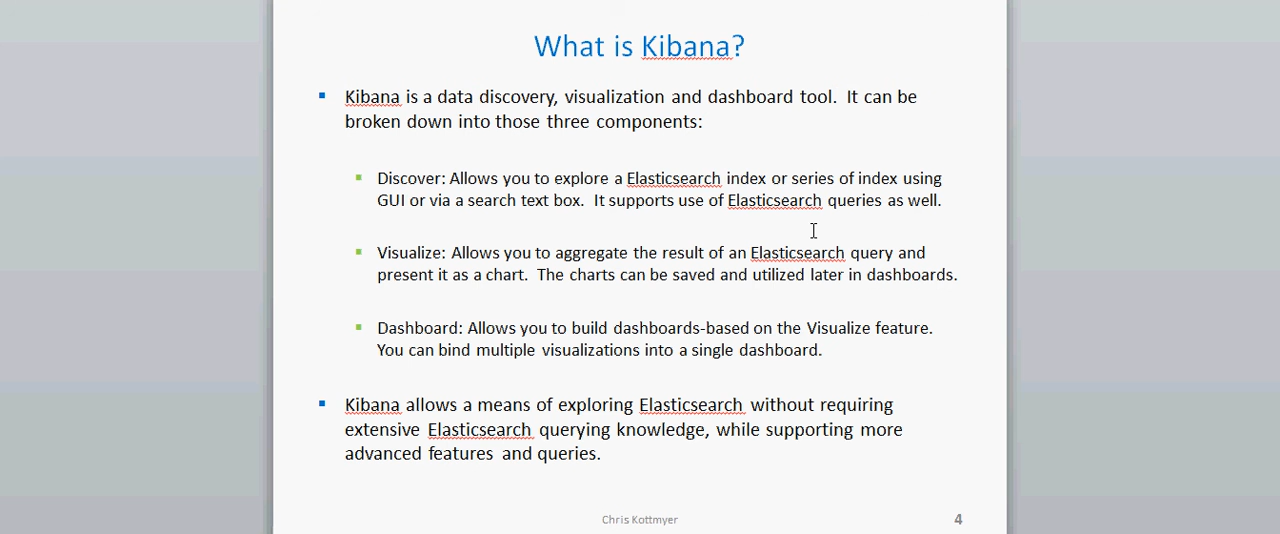 What is Kibana?
Kibana is a data discovery, visualization and dashboard tool. It can be
broken down into those three components:
Discover: Allows you to explore a Elasticsearch index or series of index using
GUI or via a search text box. It supports use of Elasticsearch queries as well.
Visualize: Allows you to aggregate the result of an Elasticsearch query and
present it as a chart. The charts can be saved and utilized later in dashboards.
Dashboard: Allows you to build dashboards-based on the Visualize feature.
You can bind multiple visualizations into a single dashboard.
Kibana allows a means of exploring Elasticsearch without requiring
extensive Elasticsearch querying knowledge, while supporting more
advanced features and queries.
Chris Kottmyer
4